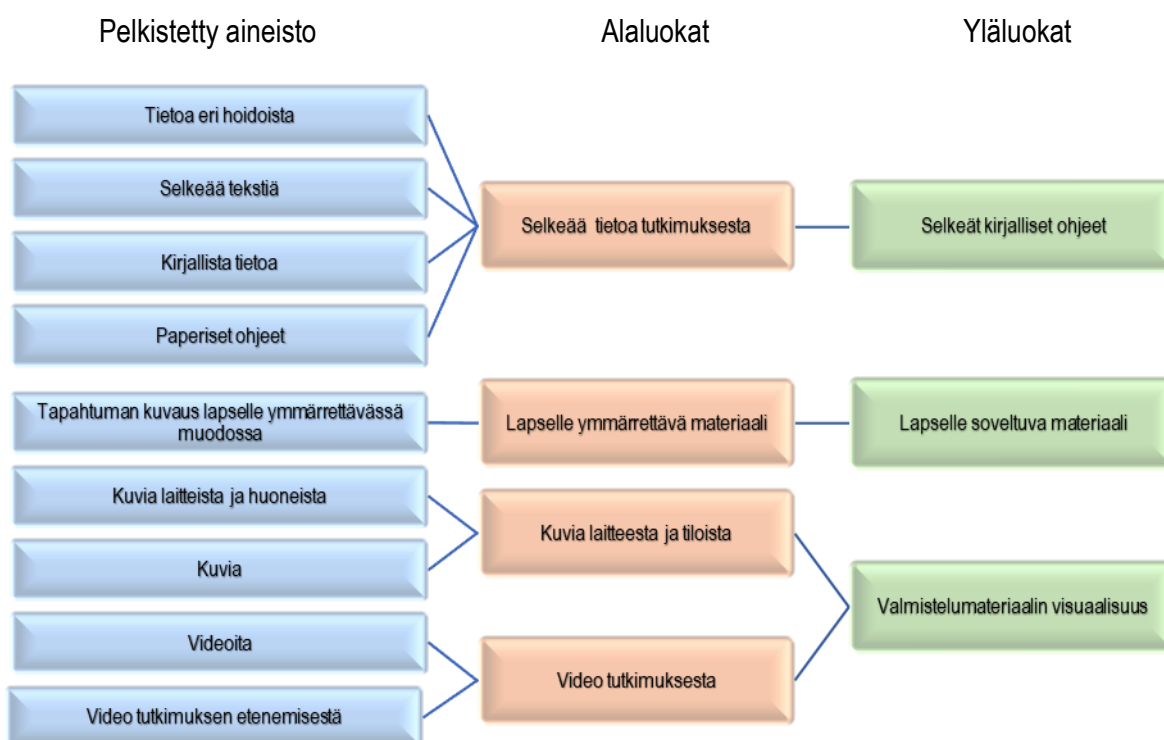 Pelkistetty aineisto
Alaluokat
Yläluokat
Tietoa eri hoidoista
Selkeää tekstiä
Kirjallista tietoa
Paperiset ohjeet
Selkeää tietoa tutkimuksesta
Selkeät kirjalliset ohjeet
Tapahtuman kuvaus lapselle ymmärrettävässä
muodossa
Lapselle ymmärrettävä materiaali
Lapselle soveltuva materiaali
Kuvia laitteista ja huoneista
Kuvia
Kuvia laitteesta ja tiloista
Videoita
Video tutkimuksen etenemisestä
Video tutkimuksesta
Valmistelumateriaalin visuaalisuus